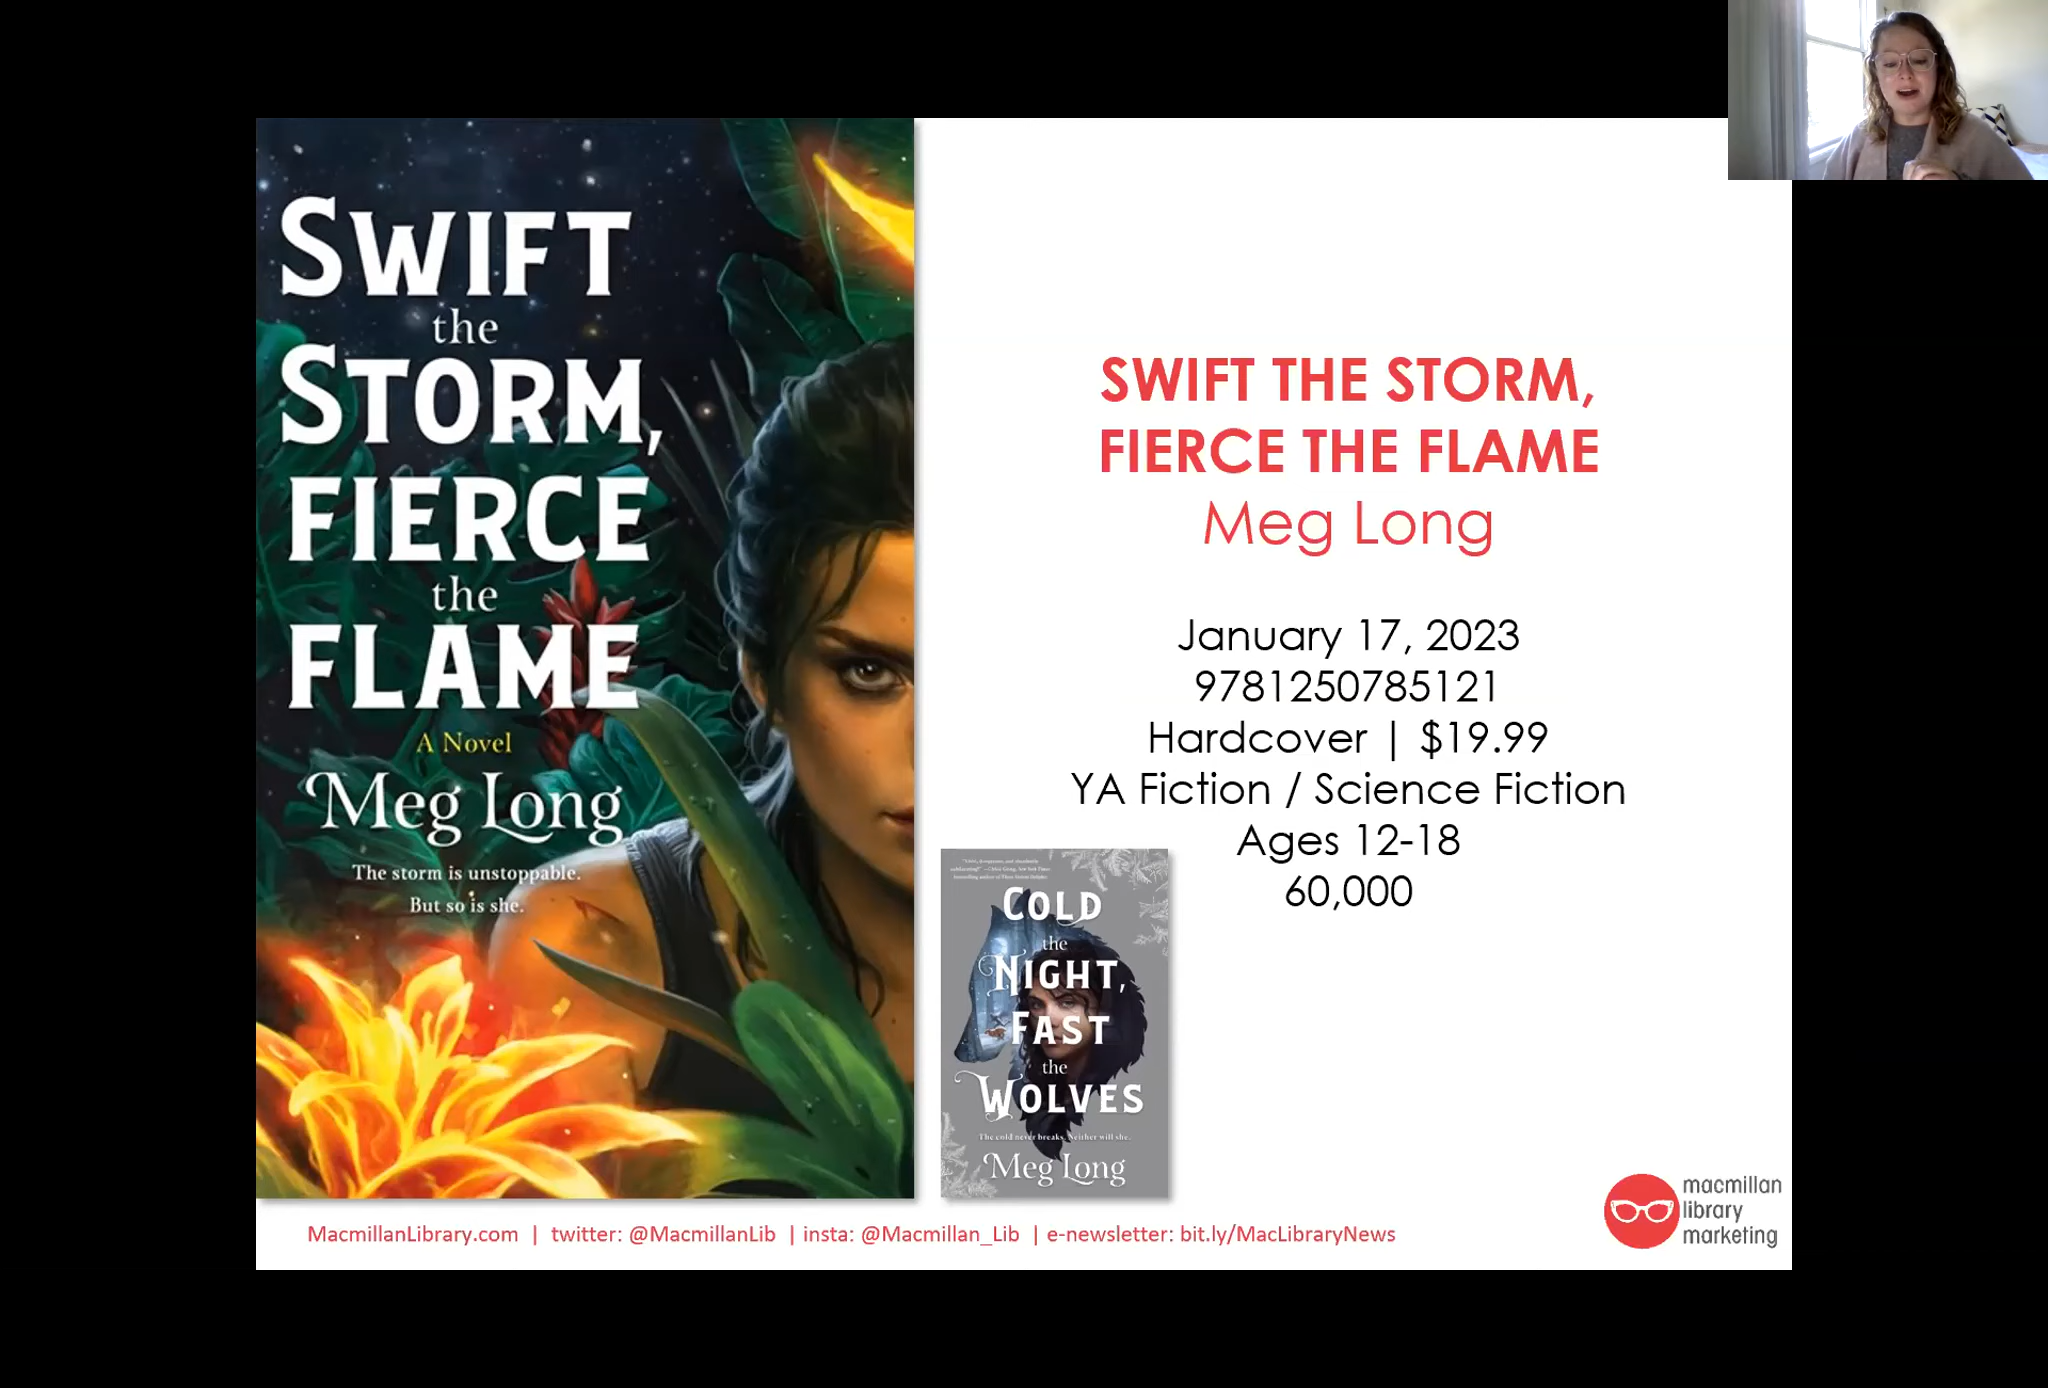 SWIFT
the
STORM,
FIERCE
the
FLAME
A Novel
Meg Long
The storm is unstoppable.
But so is she.
SWIFT THE STORM,
FIERCE THE FLAME
Meg Long
January 17, 2023
9781250785121
Hardcover | $19.99
YA Fiction / Science Fiction
Ages 12-18
60,000
COLD
the
NIGHT,
FAST
the
WOLVES
The cold never breaks. Neither will she.
Meg Long
MacmillanLibrary.com | twitter: @MacmillanLib | insta: @Macmillan_Lib | e-newsletter: bit.ly/MacLibraryNews
macmillan
library
marketing